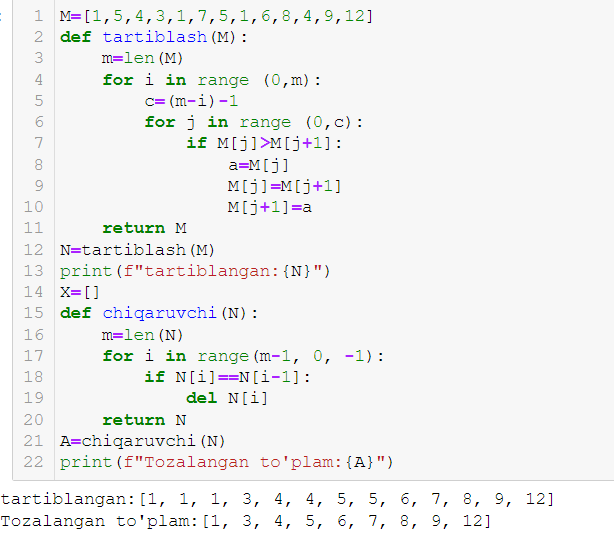 1 M=[1,5,4,3,1,7,5,1,6,8,4,9,12]
2 def tartiblash(M):
3     m=len(M)
4     for i in range (0,m):
5         c=(m-i)-1
6         for j in range (0,c):
7             if M[j]>M[j+1]:
8                 a=M[j]
9                 M[j]=M[j+1]
10                 M[j+1]=a
11     return M
12 N=tartiblash(M)
13 print(f"tartiblangan:{N}")
14 X=[]
15 def chiqaruvchi(N):
16     m=len(N)
17     for i in range(m-1, 0, -1):
18         if N[i]==N[i-1]:
19             del N[i]
20     return N
21 A=chiqaruvchi(N)
22 print(f"Tozalangan to'plam:{A}")
tartiblangan:[1, 1, 1, 3, 4, 4, 5, 5, 6, 7, 8, 9, 12]
Tozalangan to'plam:[1, 3, 4, 5, 6, 7, 8, 9, 12]